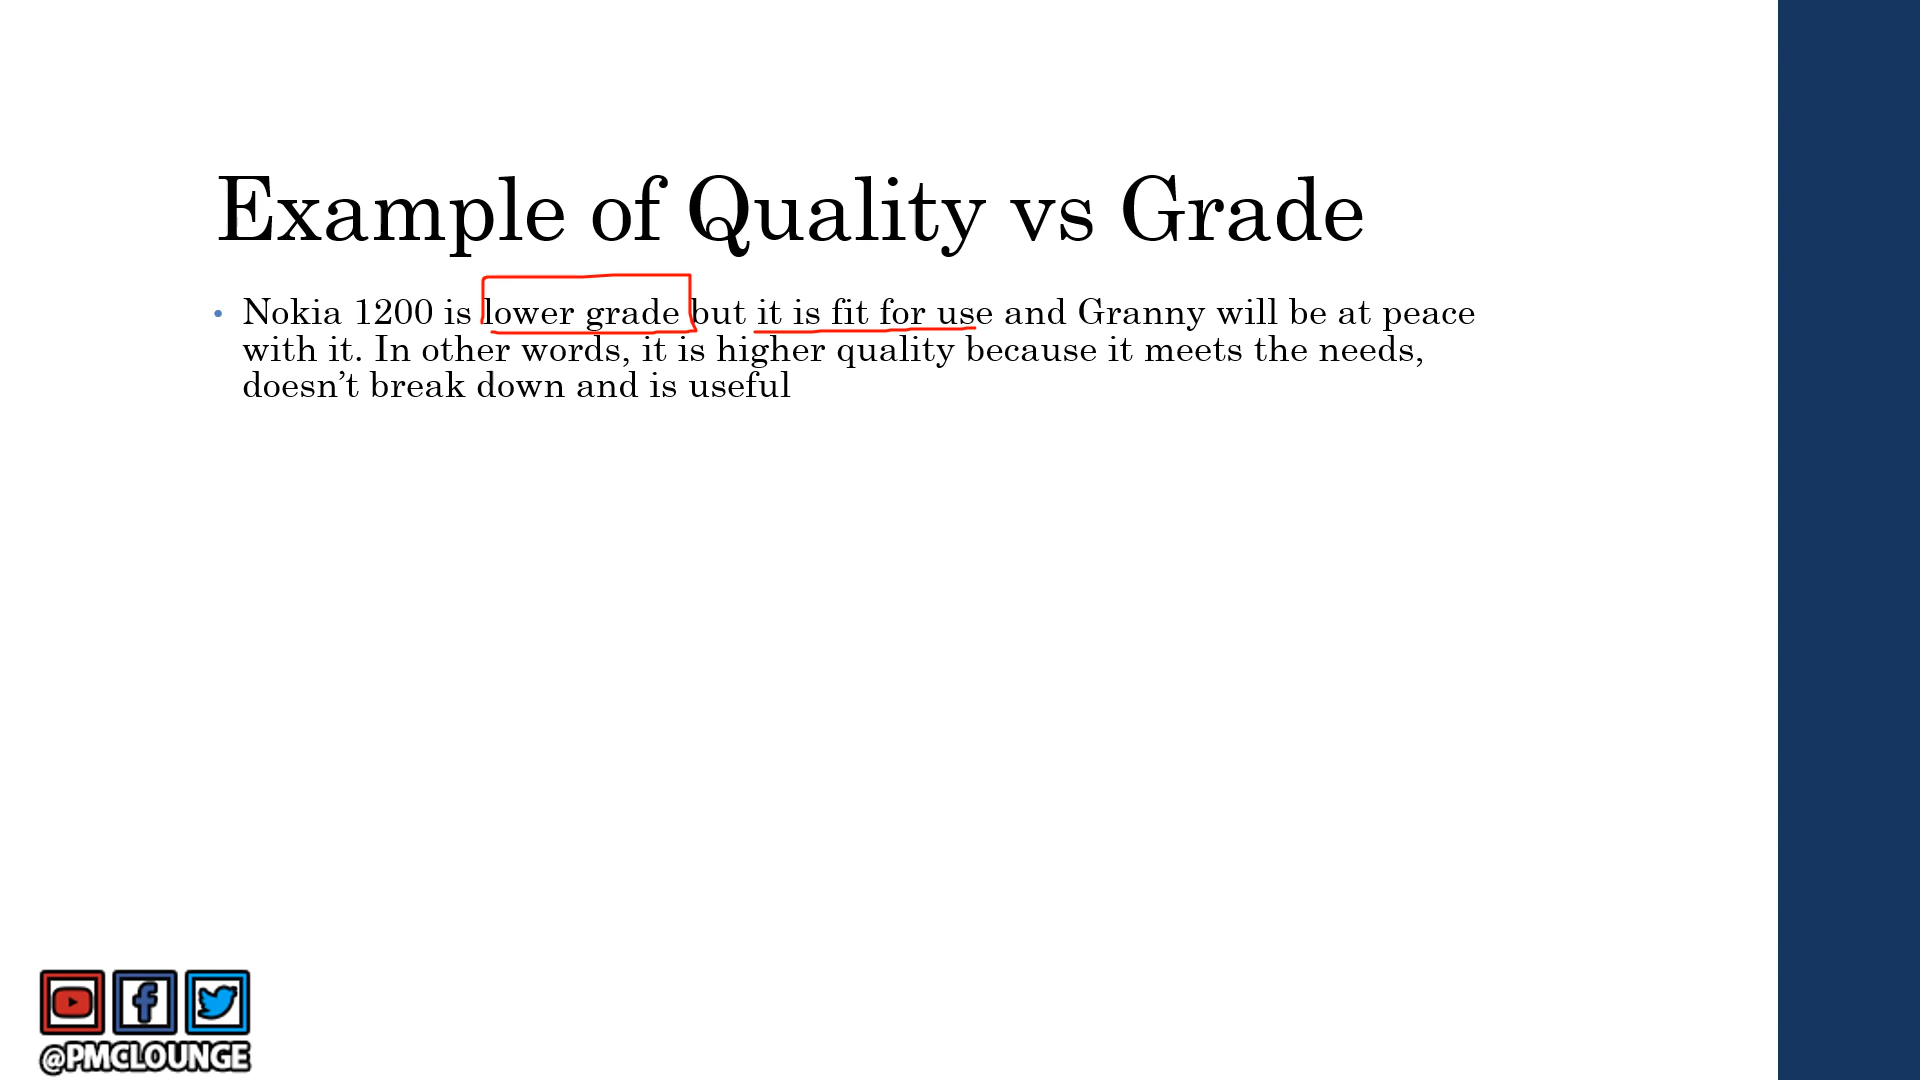 Example of Quality vs Grade
• Nokia 1200 is lower grade but it is fit for use and Granny will be at peace
with it. In other words, it is higher quality because it meets the needs,
doesn’t break down and is useful
@PMCLOUNGE